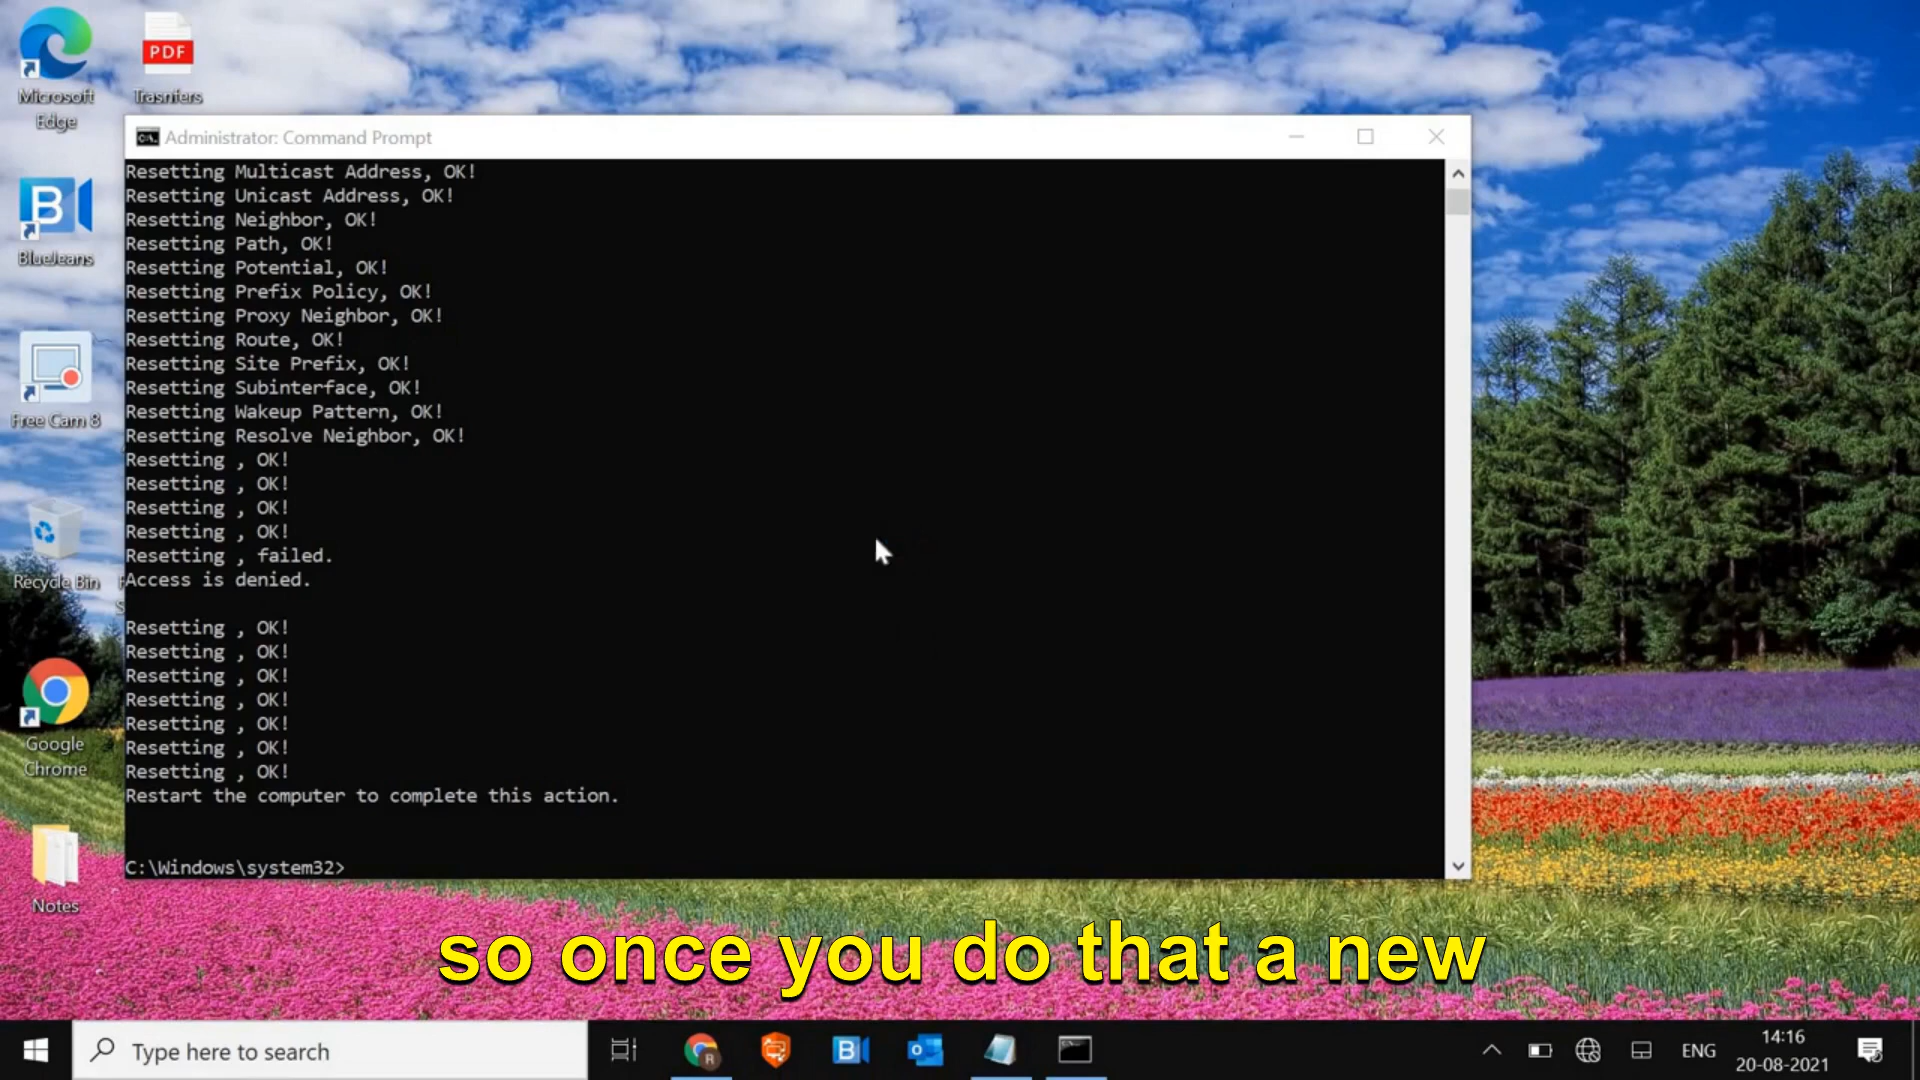 Microsoft
Edge
PDF
Trasnfers
Administrator: Command Prompt
Resetting Multicast Address, OK!
Resetting Unicast Address, OK!
Resetting Neighbor, OK!
Resetting Path, OK!
Resetting Potential, OK!
Resetting Prefix Policy, OK!
Resetting Proxy Neighbor, OK!
Resetting Route, OK!
Resetting Site Prefix, OK!
Resetting Subinterface, OK!
Resetting Wakeup Pattern, OK!
Resetting Resolve Neighbor, OK!
Resetting , OK!
Resetting , OK!
Resetting , OK!
Resetting , OK!
Resetting , failed.
Access is denied.
Resetting , OK!
Resetting , OK!
Resetting , OK!
Resetting , OK!
Resetting , OK!
Resetting , OK!
Resetting , OK!
Restart the computer to complete this action.
C:\Windows\system32>
BlueJeans
Free Cam 8
Recycle Bin
Google
Chrome
Notes
so once you do that a new
Type here to search
ENG
14:16
20-08-2021